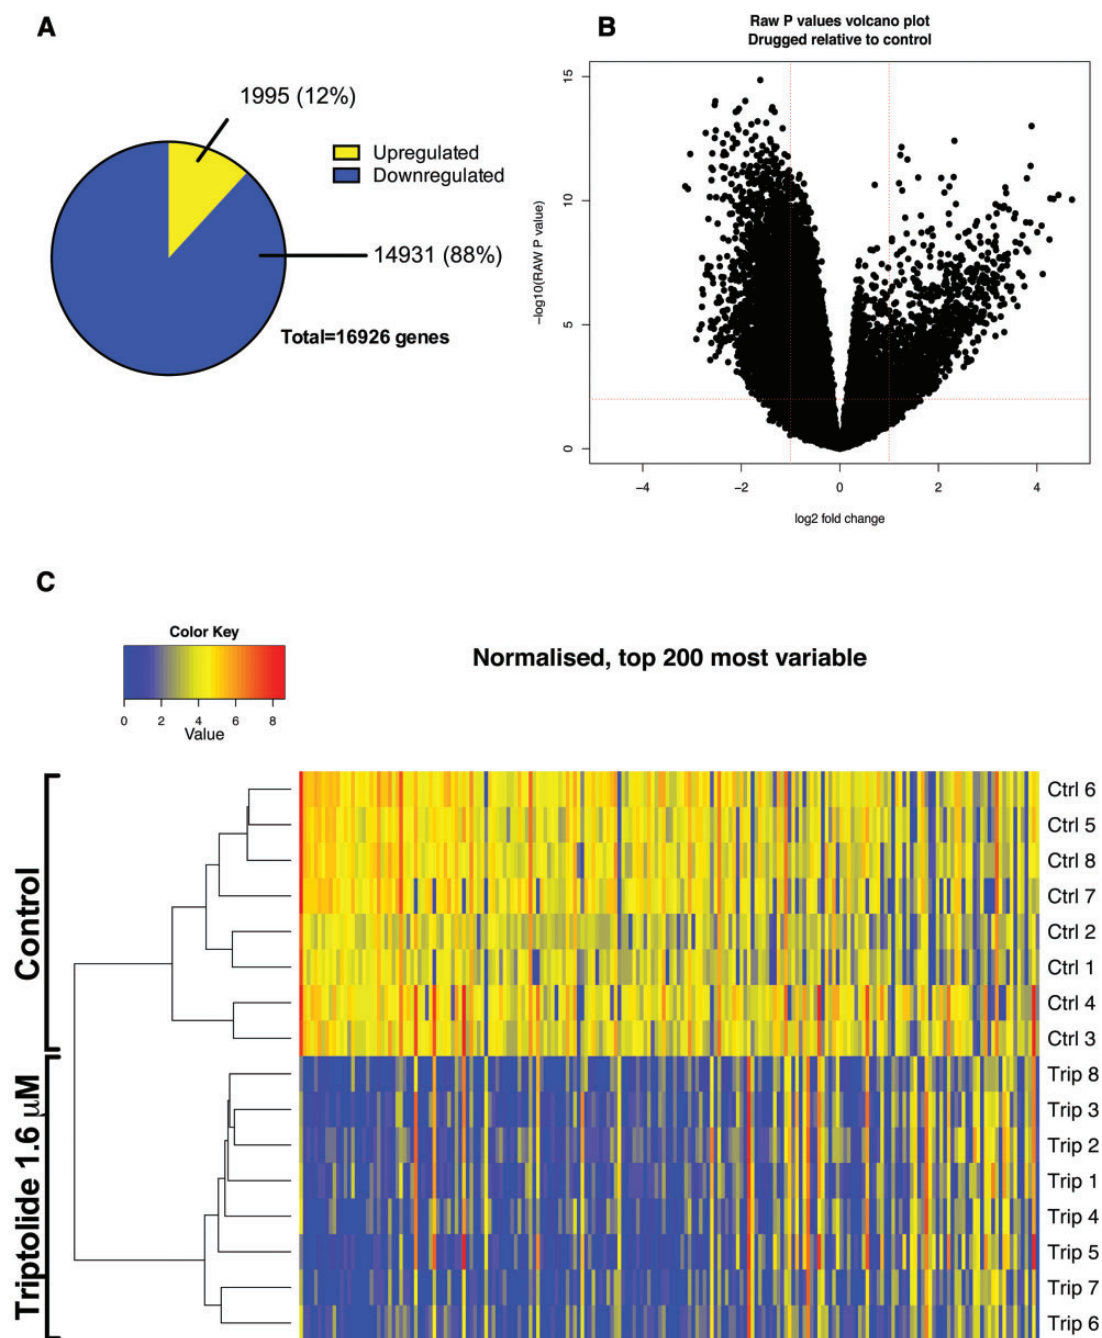 A
1995 (12%)
Upregulated
Downregulated
14931 (88%)
Total=16926 genes
B
Raw P values volcano plot
Drugged relative to control
−log10(RAW P value)
15
10
5
0
−4
−2
0
2
4
log2 fold change
C
Color Key
0
2
4
6
8
Value
Normalised, top 200 most variable
Control
Triptolide 1.6 μM
Ctrl 6
Ctrl 5
Ctrl 8
Ctrl 7
Ctrl 2
Ctrl 1
Ctrl 4
Ctrl 3
Trip 8
Trip 3
Trip 2
Trip 1
Trip 4
Trip 5
Trip 7
Trip 6